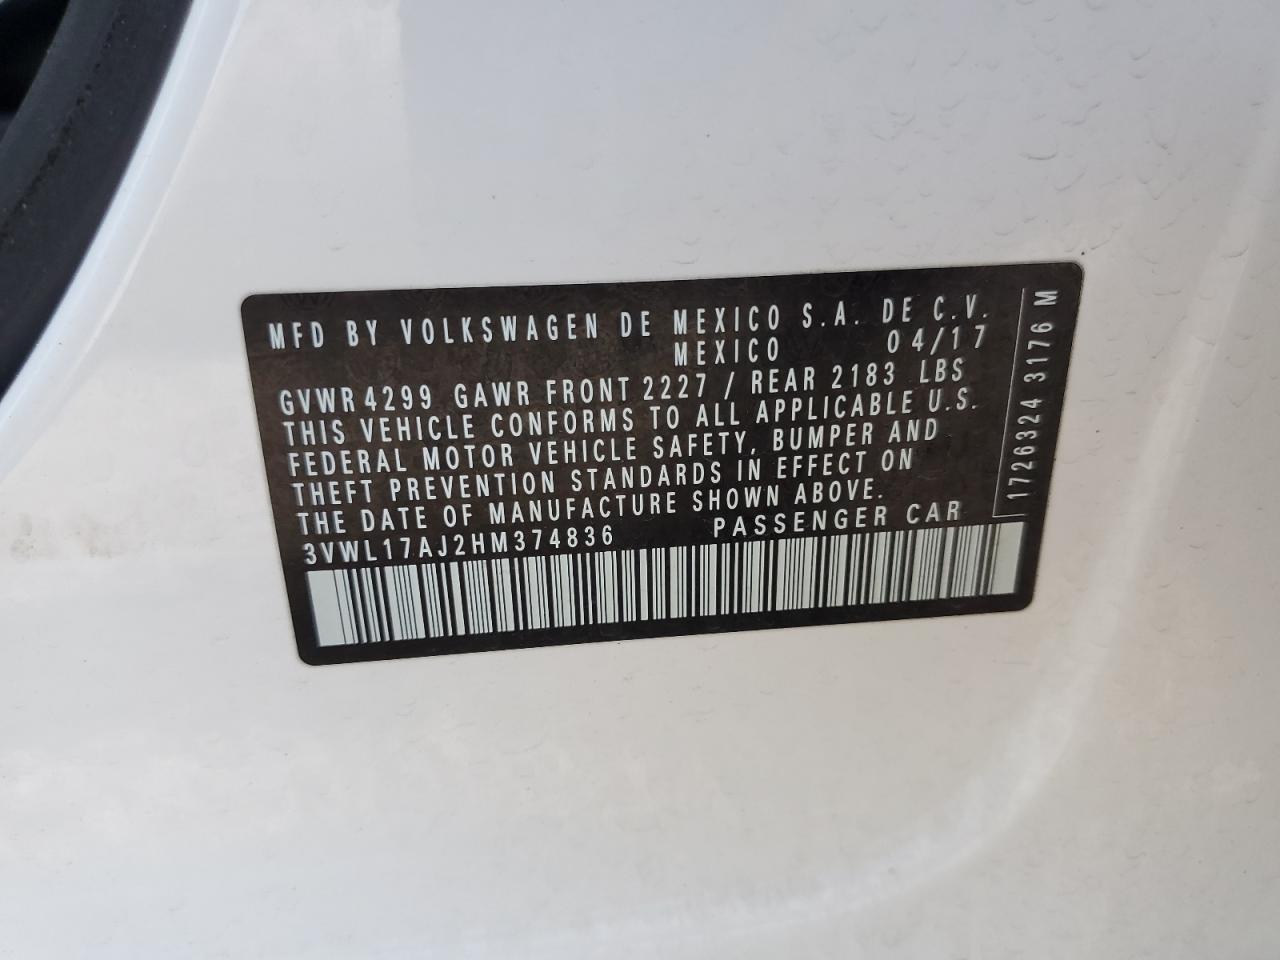 MFD BY VOLKSWAGEN DE MEXICO S.A. DE C.V.
MEXICO 04/17
GVWR 4299 GAWR FRONT 2227 / REAR 2183 LBS
THIS VEHICLE CONFORMS TO ALL APPLICABLE U.S.
FEDERAL MOTOR VEHICLE SAFETY, BUMPER AND
THEFT PREVENTION STANDARDS IN EFFECT ON
THE DATE OF MANUFACTURE SHOWN ABOVE.
3VWL17AJ2HM374836 PASSENGER CAR
1726324 3176 M